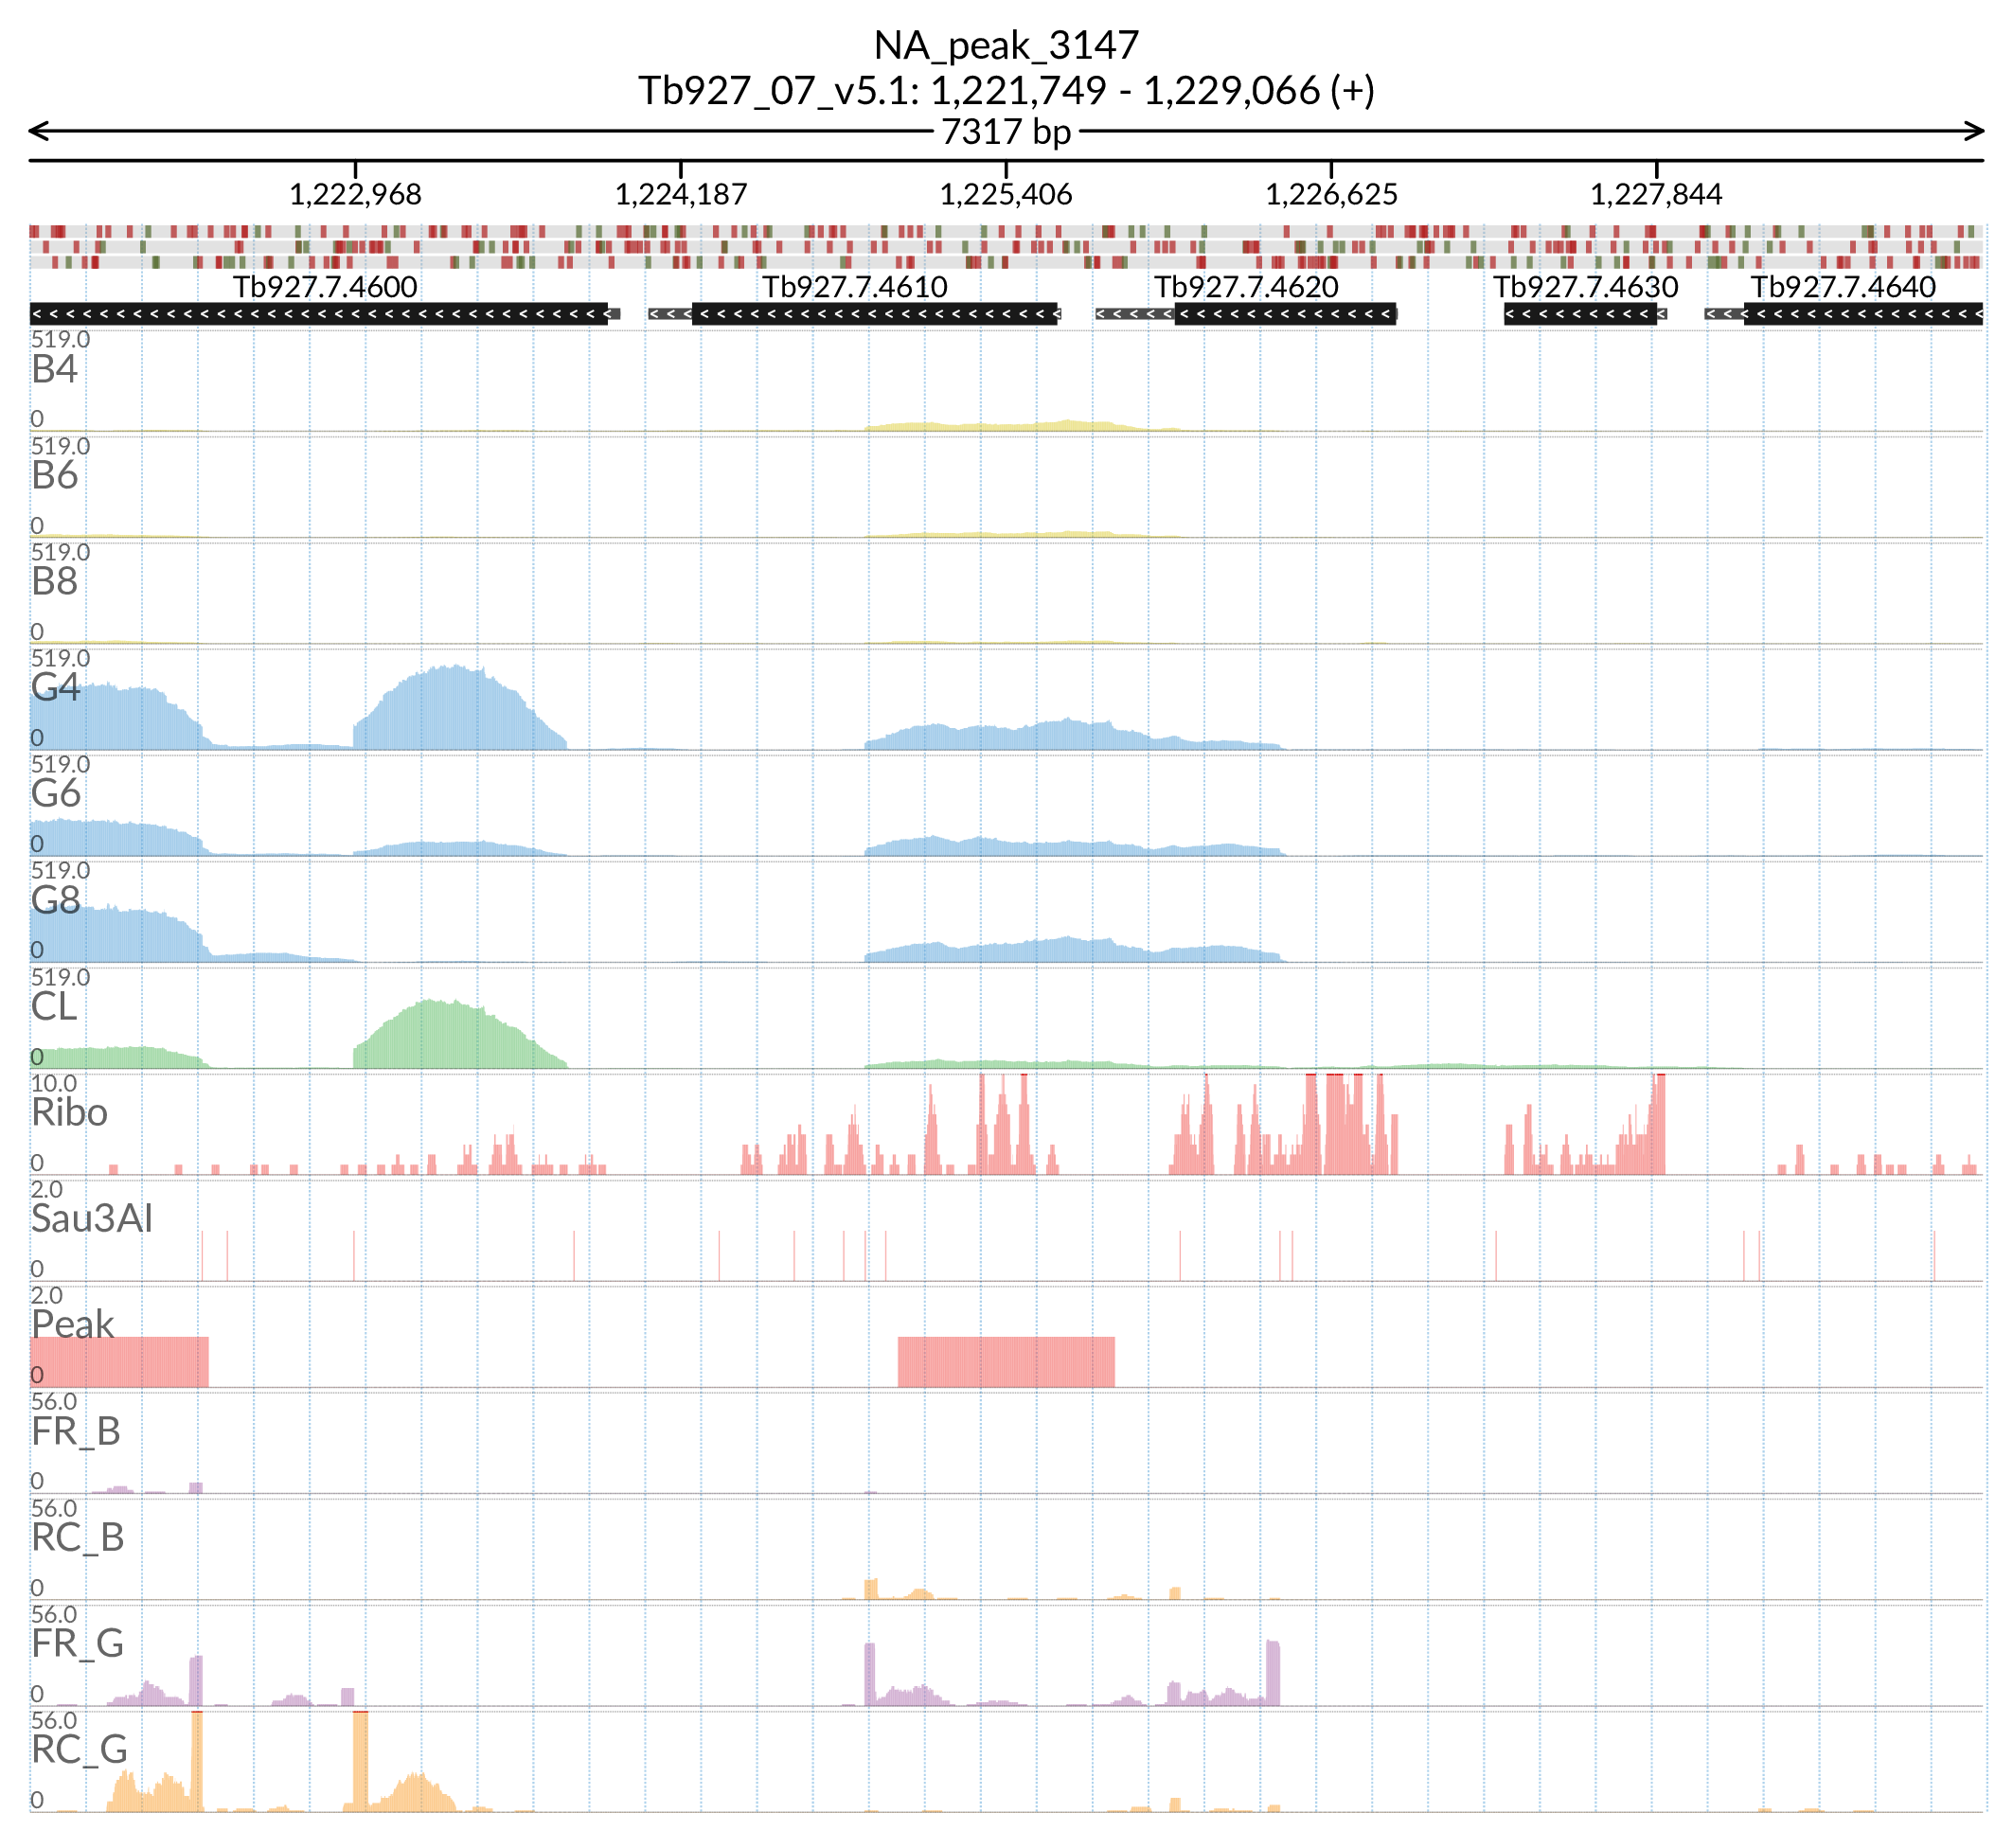 NA_peak_3147
Tb927_07_v5.1: 1,221,749 - 1,229,066 (+)
7317 bp
1,222,968 1,224,187 1,225,406 1,226,625 1,227,844
Tb927.7.4600 Tb927.7.4610 Tb927.7.4620 Tb927.7.4630 Tb927.7.4640
519.0
B4
0
519.0
B6
0
519.0
B8
0
519.0
G4
0
519.0
G6
0
519.0
G8
0
519.0
CL
0
10.0
Ribo
0
2.0
Sau3AI
0
2.0
Peak
0
56.0
FR_B
0
56.0
RC_B
0
56.0
FR_G
0
56.0
RC_G
0